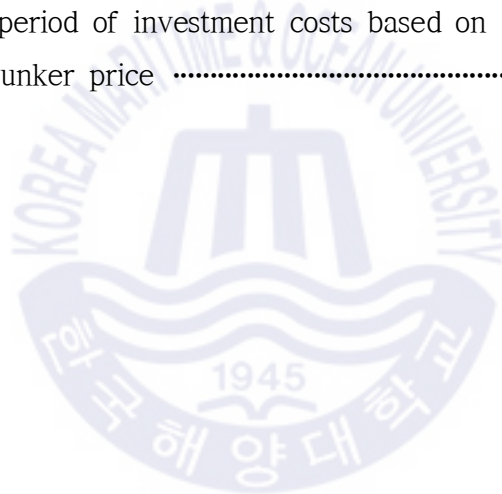 period of investment costs based on
unker price ············································
KOREA MARITIME & OCEAN UNIVERSITY
1945
한국해양대학교